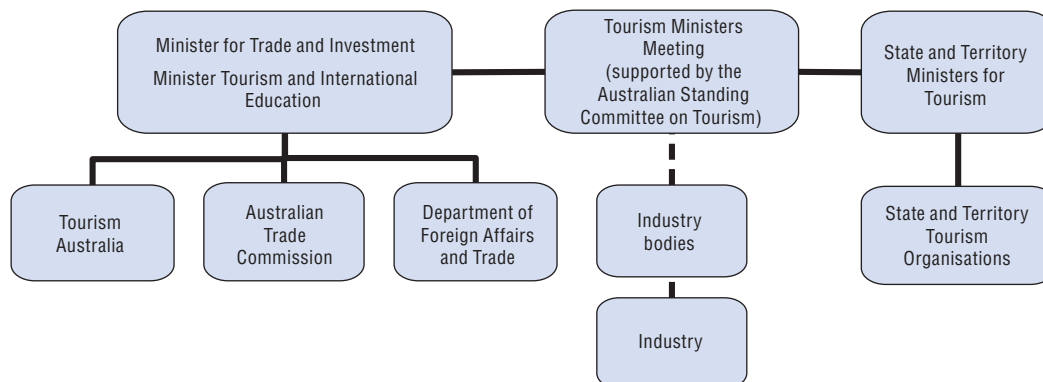 Minister for Trade and Investment
Minister Tourism and International
Education
Tourism Ministers
Meeting
(supported by the
Australian Standing
Committee on Tourism)
State and Territory
Ministers for
Tourism
Tourism
Australia
Australian
Trade
Commission
Department of
Foreign Affairs
and Trade
Industry
bodies
State and Territory
Tourism
Organisations
Industry